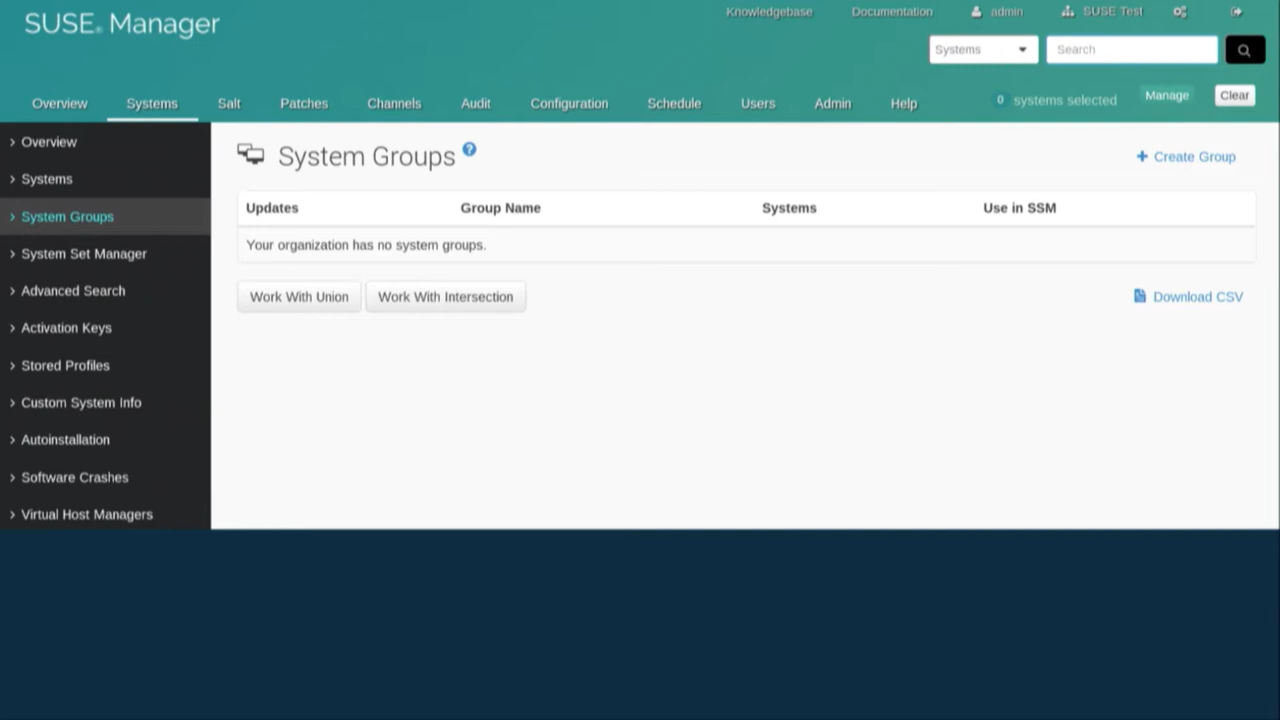 SUSE. Manager
Knowledgebase Documentation admin SUSE Test
Systems Search
Overview Systems Salt Patches Channels Audit Configuration Schedule Users Admin Help 0 systems selected Manage Clear
Overview
Systems
System Groups
System Set Manager
Advanced Search
Activation Keys
Stored Profiles
Custom System Info
Autoinstallation
Software Crashes
Virtual Host Managers
System Groups ?
+ Create Group
Updates Group Name Systems Use in SSM
Your organization has no system groups.
Work With Union Work With Intersection Download CSV